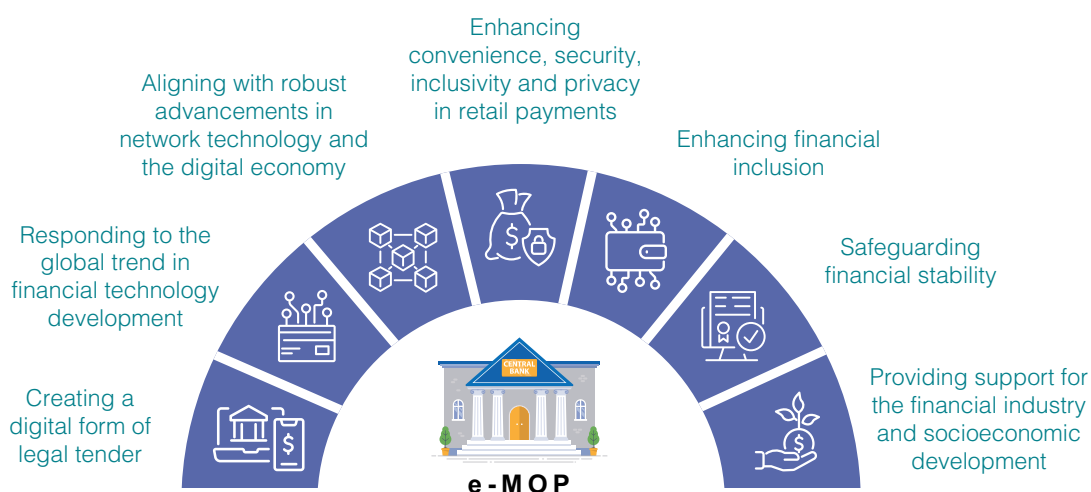 Creating a
digital form of
legal tender
Responding to the
global trend in
financial technology
development
Aligning with robust
advancements in
network technology and
the digital economy
Enhancing
convenience, security,
inclusivity and privacy
in retail payments
Enhancing financial
inclusion
Safeguarding
financial stability
Providing support for
the financial industry
and socioeconomic
development
$
$
$
CENTRAL
BANK
e-MOP